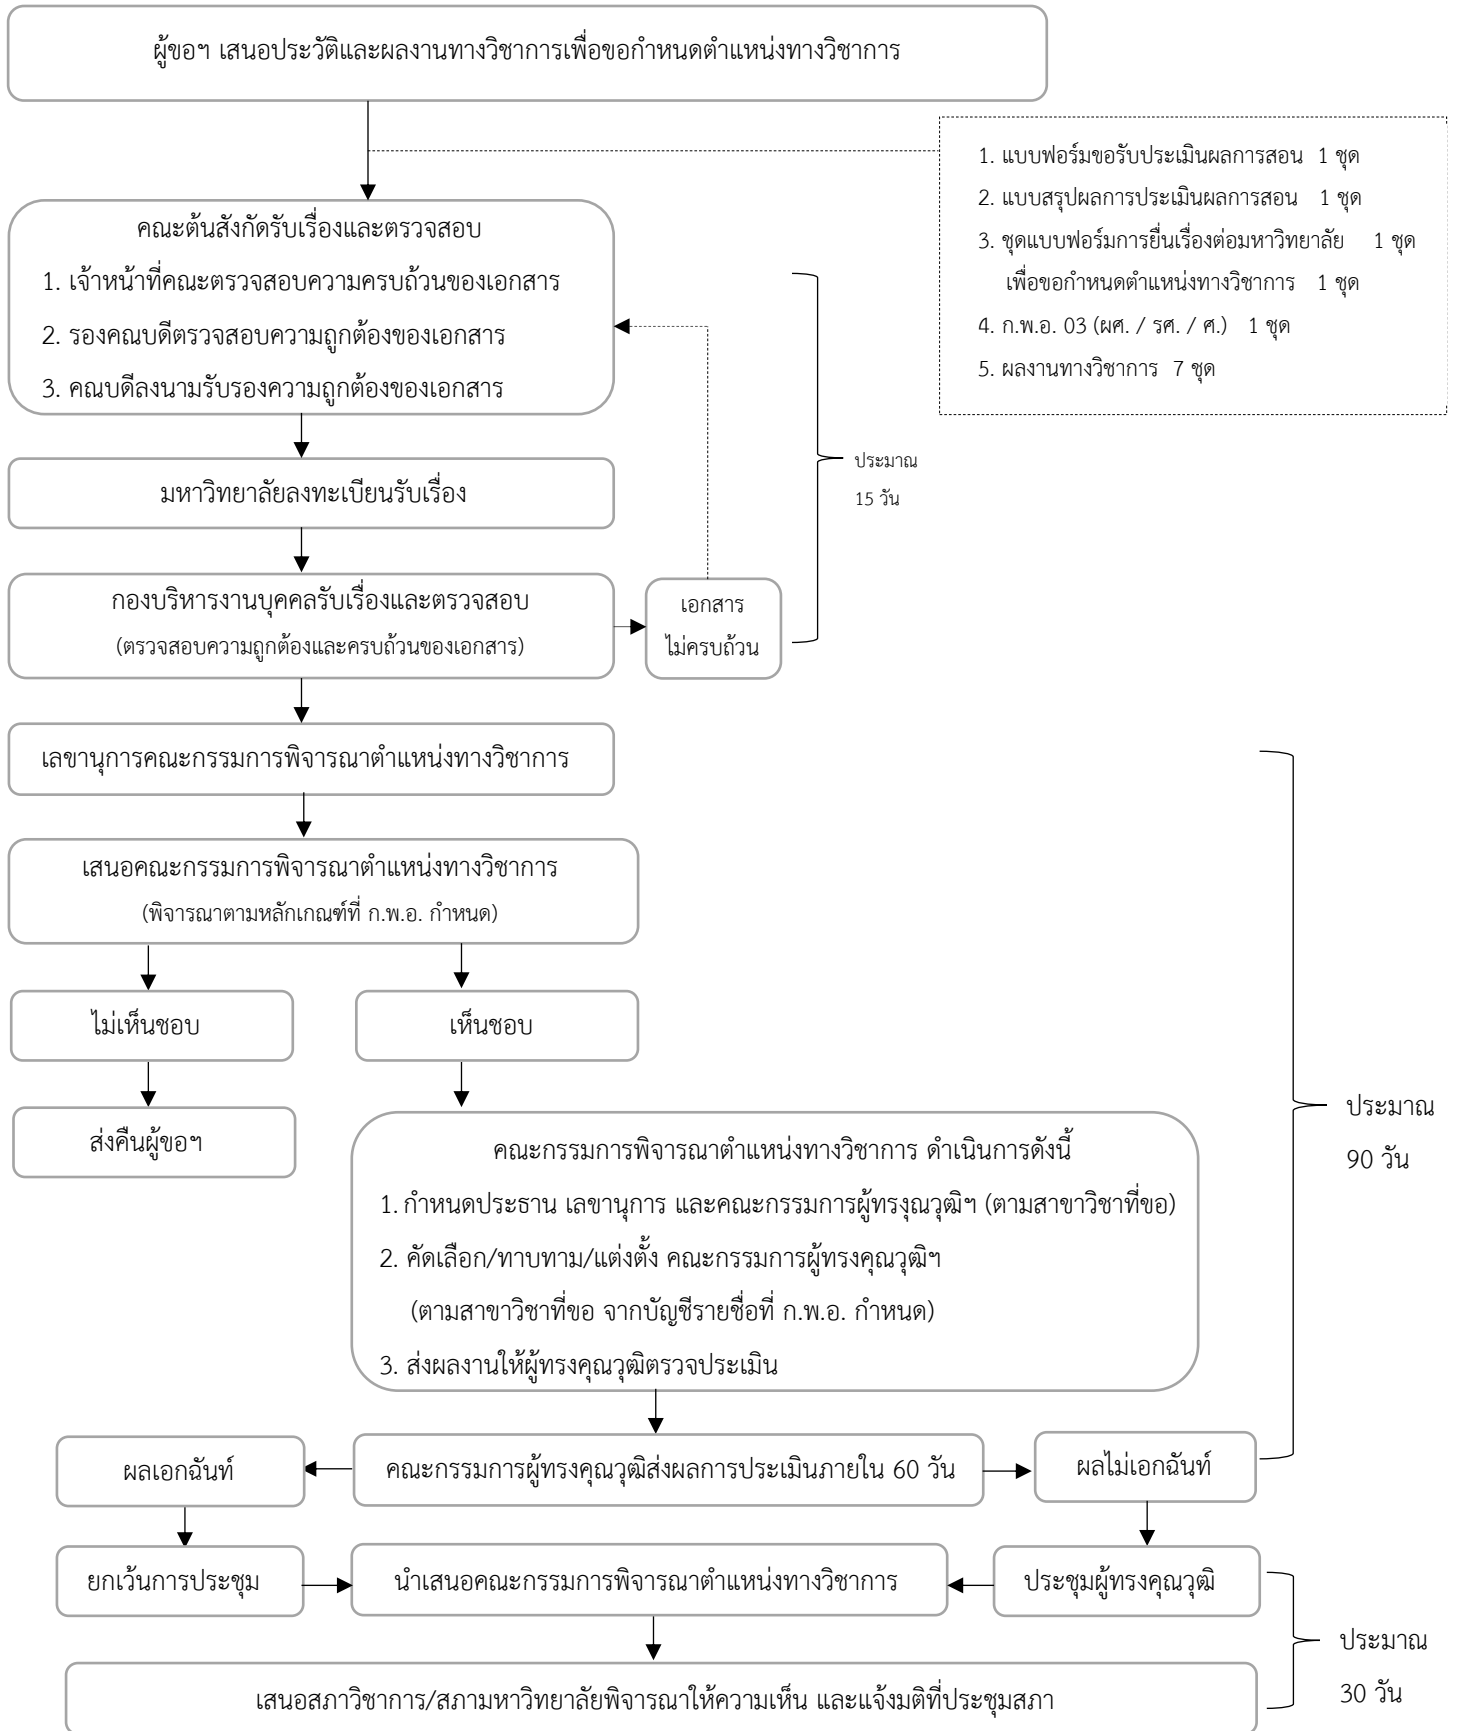 ผู้ขอฯ เสนอประวัติและผลงานทางวิชาการเพื่อขอกำหนดตำแหน่งทางวิชาการ
1. แบบฟอร์มขอรับประเมินผลการสอน 1 ชุด
2. แบบสรุปผลการประเมินผลการสอน 1 ชุด
3. ชุดแบบฟอร์มการยื่นเรื่องต่อมหาวิทยาลัย 1 ชุด
เพื่อขอกำหนดตำแหน่งทางวิชาการ 1 ชุด
4. ก.พ.อ. 03 (ผศ. / รศ. / ศ.) 1 ชุด
5. ผลงานทางวิชาการ 7 ชุด
คณะต้นสังกัดรับเรื่องและตรวจสอบ
1. เจ้าหน้าที่คณะตรวจสอบความครบถ้วนของเอกสาร
2. รองคณบดีตรวจสอบความถูกต้องของเอกสาร
3. คณบดีลงนามรับรองความถูกต้องของเอกสาร
ประมาณ
15 วัน
มหาวิทยาลัยลงทะเบียนรับเรื่อง
กองบริหารงานบุคคลรับเรื่องและตรวจสอบ
(ตรวจสอบความถูกต้องและครบถ้วนของเอกสาร)
เอกสาร
ไม่ครบถ้วน
เลขานุการคณะกรรมการพิจารณาตำแหน่งทางวิชาการ
เสนอคณะกรรมการพิจารณาตำแหน่งทางวิชาการ
(พิจารณาตามหลักเกณฑ์ที่ ก.พ.อ. กำหนด)
ไม่เห็นชอบ
เห็นชอบ
ส่งคืนผู้ขอฯ
ประมาณ
90 วัน
คณะกรรมการพิจารณาตำแหน่งทางวิชาการ ดำเนินการดังนี้
1. กำหนดประธาน เลขานุการ และคณะกรรมการผู้ทรงุณวุฒิฯ (ตามสาขาวิชาที่ขอ)
2. คัดเลือก/ทาบทาม/แต่งตั้ง คณะกรรมการผู้ทรงคุณวุฒิฯ
(ตามสาขาวิชาที่ขอ จากบัญชีรายชื่อที่ ก.พ.อ. กำหนด)
3. ส่งผลงานให้ผู้ทรงคุณวุฒิตรวจประเมิน
ผลเอกฉันท์
คณะกรรมการผู้ทรงคุณวุฒิส่งผลการประเมินภายใน 60 วัน
ผลไม่เอกฉันท์
ยกเว้นการประชุม
นำเสนอคณะกรรมการพิจารณาตำแหน่งทางวิชาการ
ประชุมผู้ทรงคุณวุฒิ
ประมาณ
30 วัน
เสนอสภาวิชาการ/สภามหาวิทยาลัยพิจารณาให้ความเห็น และแจ้งมติที่ประชุมสภา